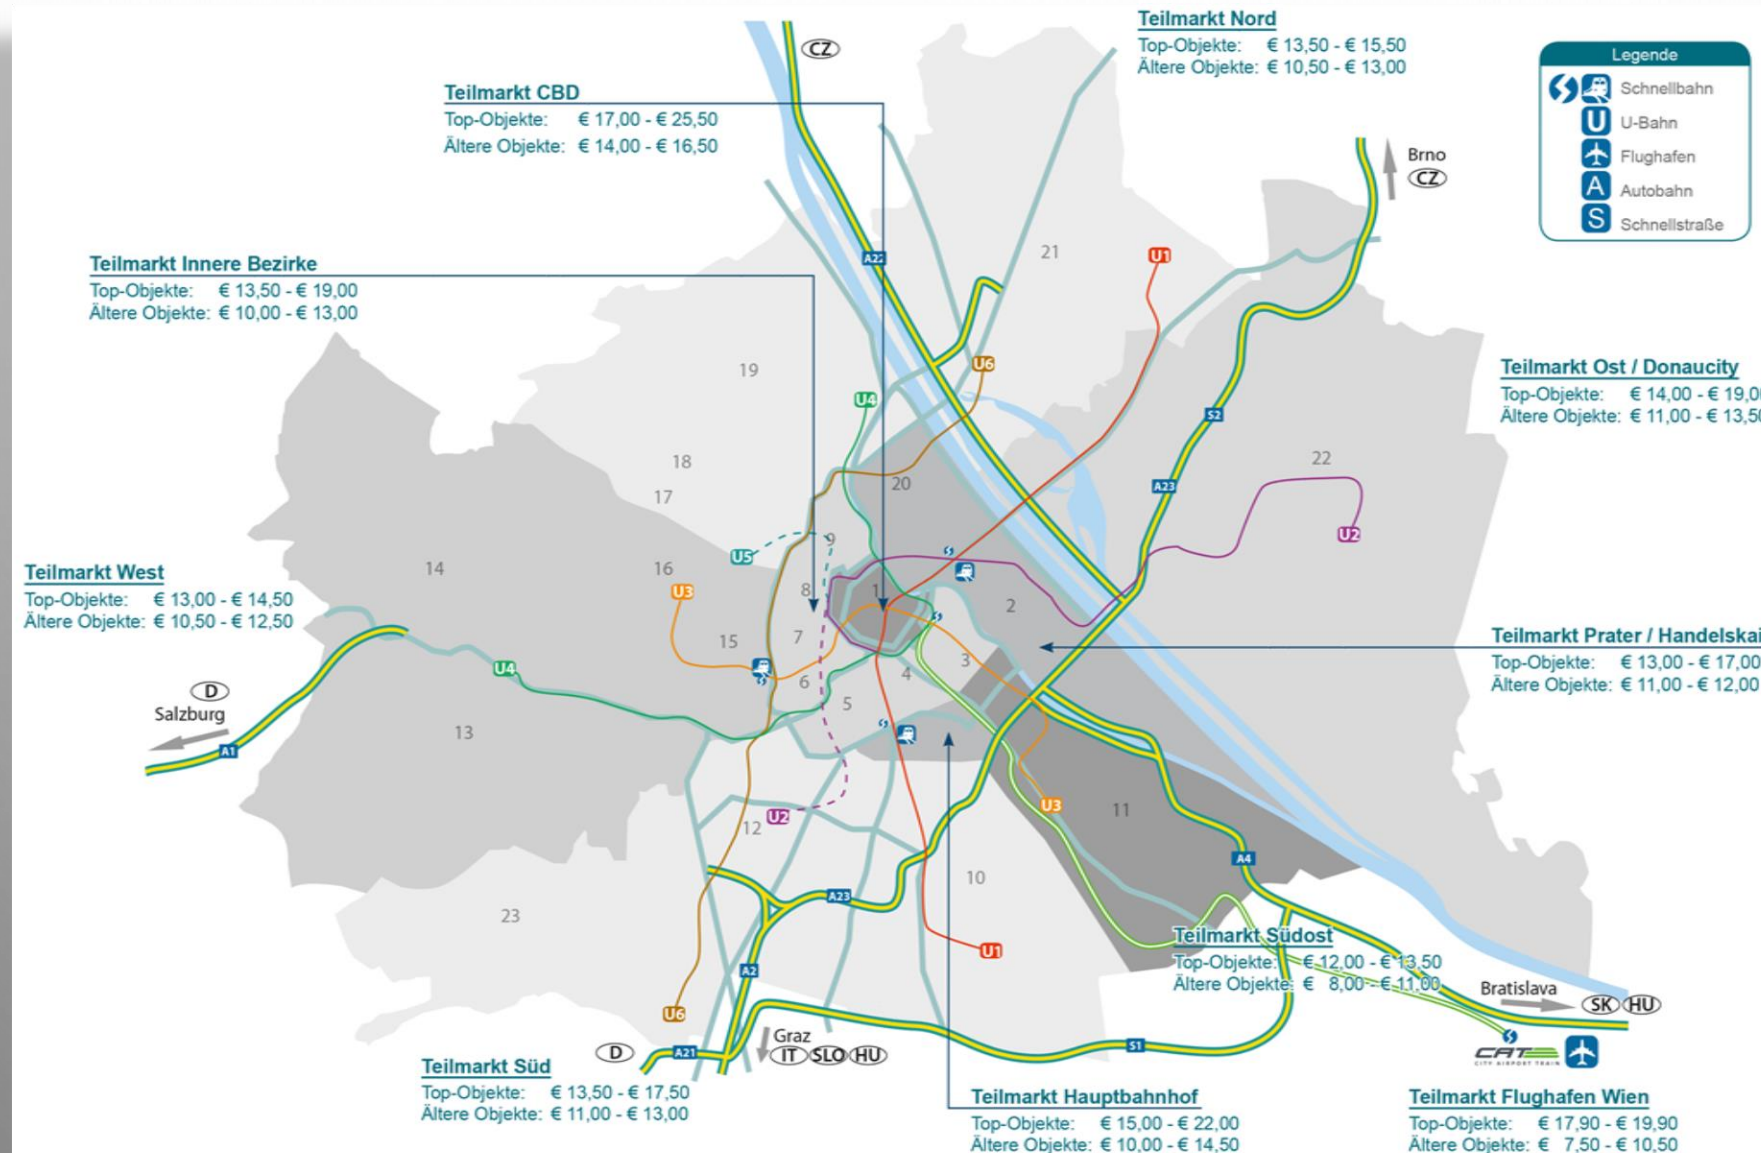 Teilmarkt Nord
Top-Objekte: € 13,50 - € 15,50
Ältere Objekte: € 10,50 - € 13,00
Legende
Schnellbahn
U U-Bahn
Flughafen
A Autobahn
S Schnellstraße
CZ
Teilmarkt CBD
Top-Objekte: € 17,00 - € 25,50
Ältere Objekte: € 14,00 - € 16,50
Brno
CZ
Teilmarkt Innere Bezirke
Top-Objekte: € 13,50 - € 19,00
Ältere Objekte: € 10,00 - € 13,00
A22
21
U1
19
U6
U4
Teilmarkt Ost / Donaucity
Top-Objekte: € 14,00 - € 19,0
Ältere Objekte: € 11,00 - € 13,50
S2
18
17
20
A23
22
U2
9
U5
Teilmarkt West
Top-Objekte: € 13,00 - € 14,50
Ältere Objekte: € 10,50 - € 12,50
14
16
U3
8
1
2
15
7
3
Teilmarkt Prater / Handelskai
Top-Objekte: € 13,00 - € 17,00
Ältere Objekte: € 11,00 - € 12,00
U4
6
4
5
D
Salzburg
A1
13
U2
12
U3
11
A4
10
A23
23
U1
A2
U6
Teilmarkt Südost
Top-Objekte: € 12,00 - € 13,50
Ältere Objekte: € 8,00 - € 11,00
Bratislava
SK HU
Graz
IT SLO HU
D
A21
S1
CAT
CITY AIRPORT TRAIN
Teilmarkt Süd
Top-Objekte: € 13,50 - € 17,50
Ältere Objekte: € 11,00 - € 13,00
Teilmarkt Hauptbahnhof
Top-Objekte: € 15,00 - € 22,00
Ältere Objekte: € 10,00 - € 14,50
Teilmarkt Flughafen Wien
Top-Objekte: € 17,90 - € 19,90
Ältere Objekte: € 7,50 - € 10,50